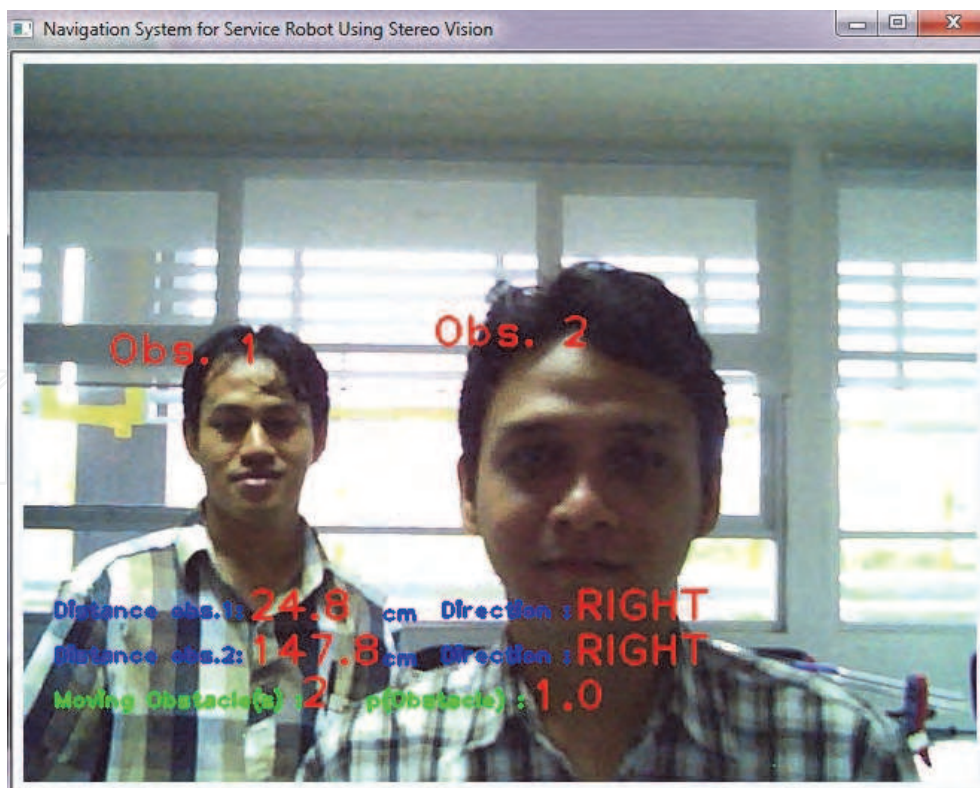 Navigation System for Service Robot Using Stereo Vision
Obs. 1
Obs. 2
Distance obs.1: 24.8 cm Direction : RIGHT
Distance obs.2: 147.8 cm Direction : RIGHT
Moving Obstacle(s) : 2 p(Obstacle) : 1.0